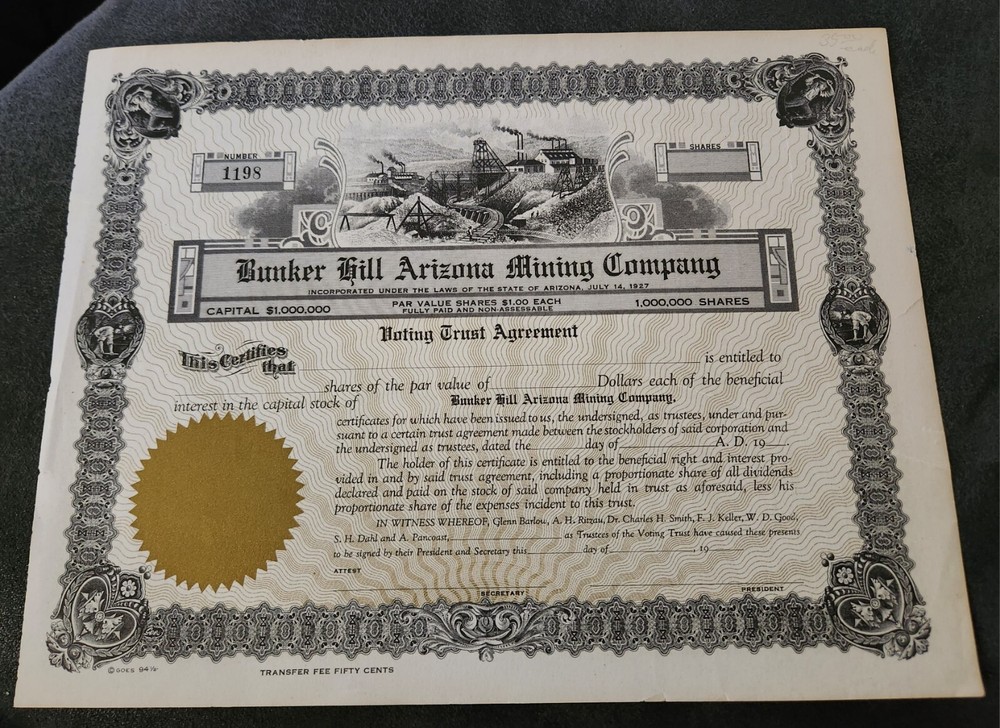 NUMBER
1198
SHARES
Bunker Hill Arizona Mining Company
INCORPORATED UNDER THE LAWS OF THE STATE OF ARIZONA, JULY 14, 1927
CAPITAL $1,000,000 PAR VALUE SHARES $1.00 EACH 1,000,000 SHARES
FULLY PAID AND NON-ASSESSABLE
Voting Trust Agreement
This Certifies that is entitled to
shares of the par value of Dollars each of the beneficial
interest in the capital stock of Bunker Hill Arizona Mining Company.
certificates for which have been issued to us, the undersigned, as trustees, under and pur-
suant to a certain trust agreement made between the stockholders of said corporation and
the undersigned as trustees, dated the day of A. D. 19
The holder of this certificate is entitled to the beneficial right and interest pro-
vided in and by said trust agreement, including a proportionate share of all dividends
declared and paid on the stock of said company held in trust as aforesaid, less his
proportionate share of the expenses incident to this trust.
IN WITNESS WHEREOF, Glenn Barlow, A. H. Ritzau, Dr. Charles H. Smith, F. J. Keller, W. D. Good,
S. H. Dahl and A. Pancoast, as Trustees of the Voting Trust have caused these presents
to be signed by their President and Secretary this day of , 19
ATTEST
SECRETARY PRESIDENT
© GOES 94½
TRANSFER FEE FIFTY CENTS